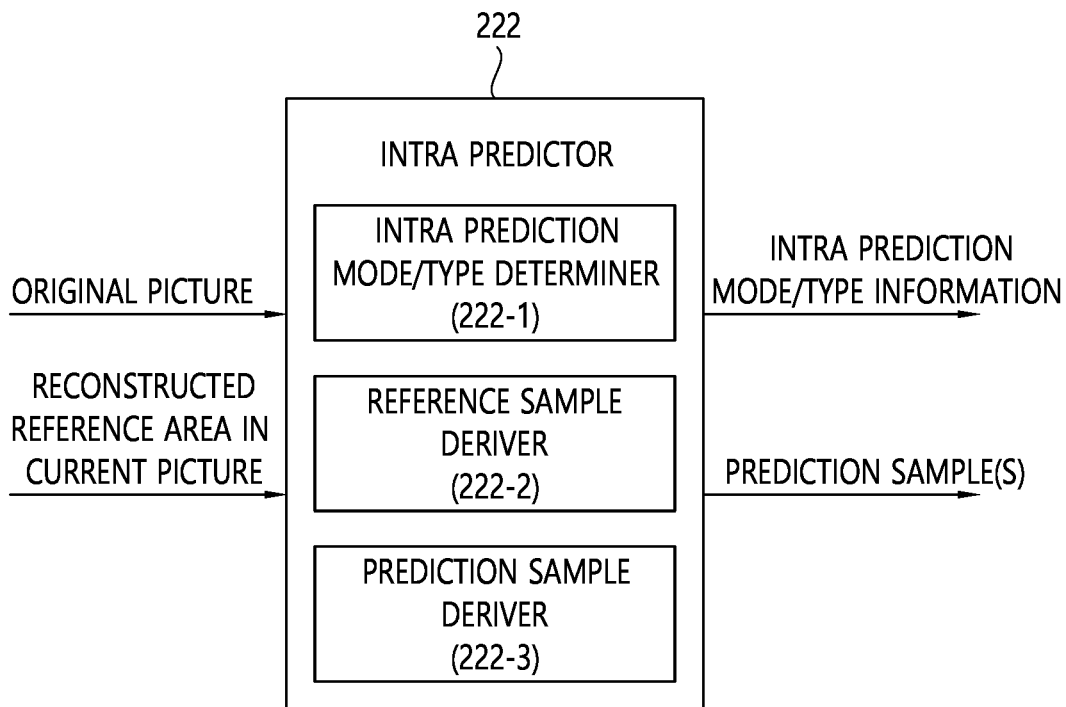 222
INTRA PREDICTOR
INTRA PREDICTION
MODE/TYPE DETERMINER
(222-1)
ORIGINAL PICTURE
INTRA PREDICTION
MODE/TYPE INFORMATION
RECONSTRUCTED
REFERENCE AREA IN
CURRENT PICTURE
REFERENCE SAMPLE
DERIVER
(222-2)
PREDICTION SAMPLE(S)
PREDICTION SAMPLE
DERIVER
(222-3)